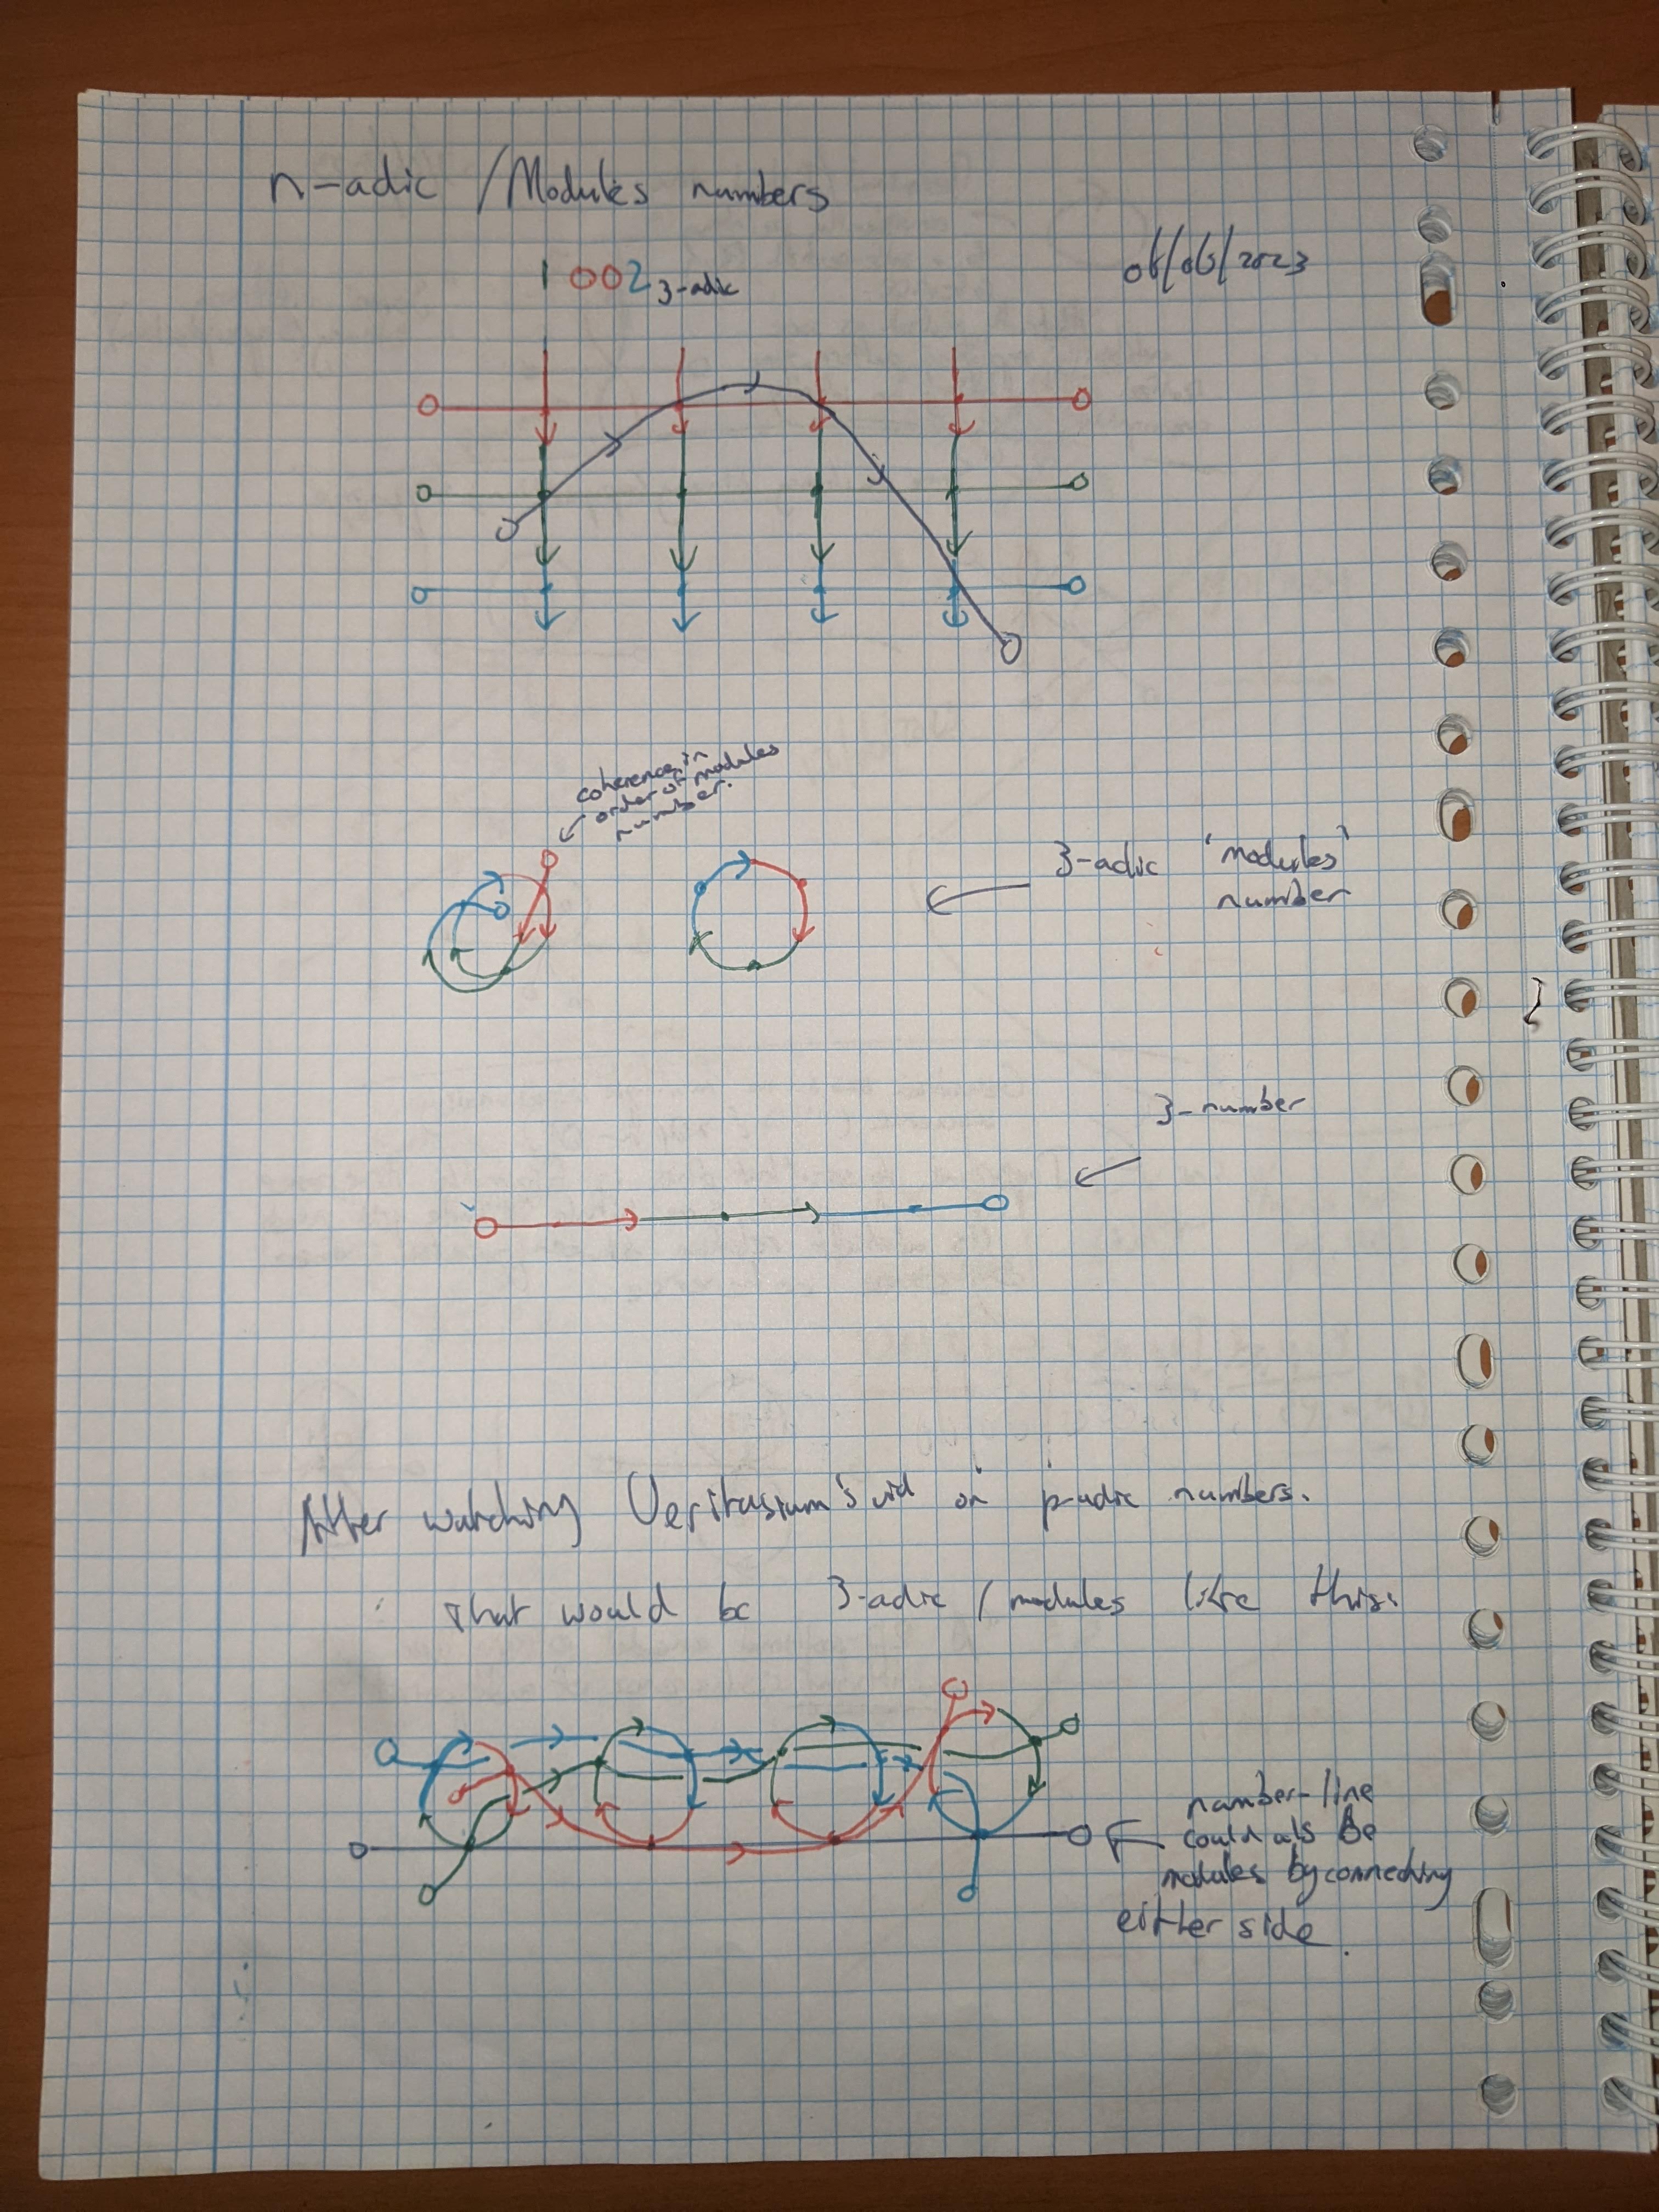 n-adic / Modules numbers
1002 3-adic
06/06/2023
coherence in
order of modules
number.
3-adic 'modules'
number
3-number
After watching Veritasium's vid on p-adic numbers.
That would be 3-adic / modules like this:
number-line
could als Be
modules by connecting
either side.